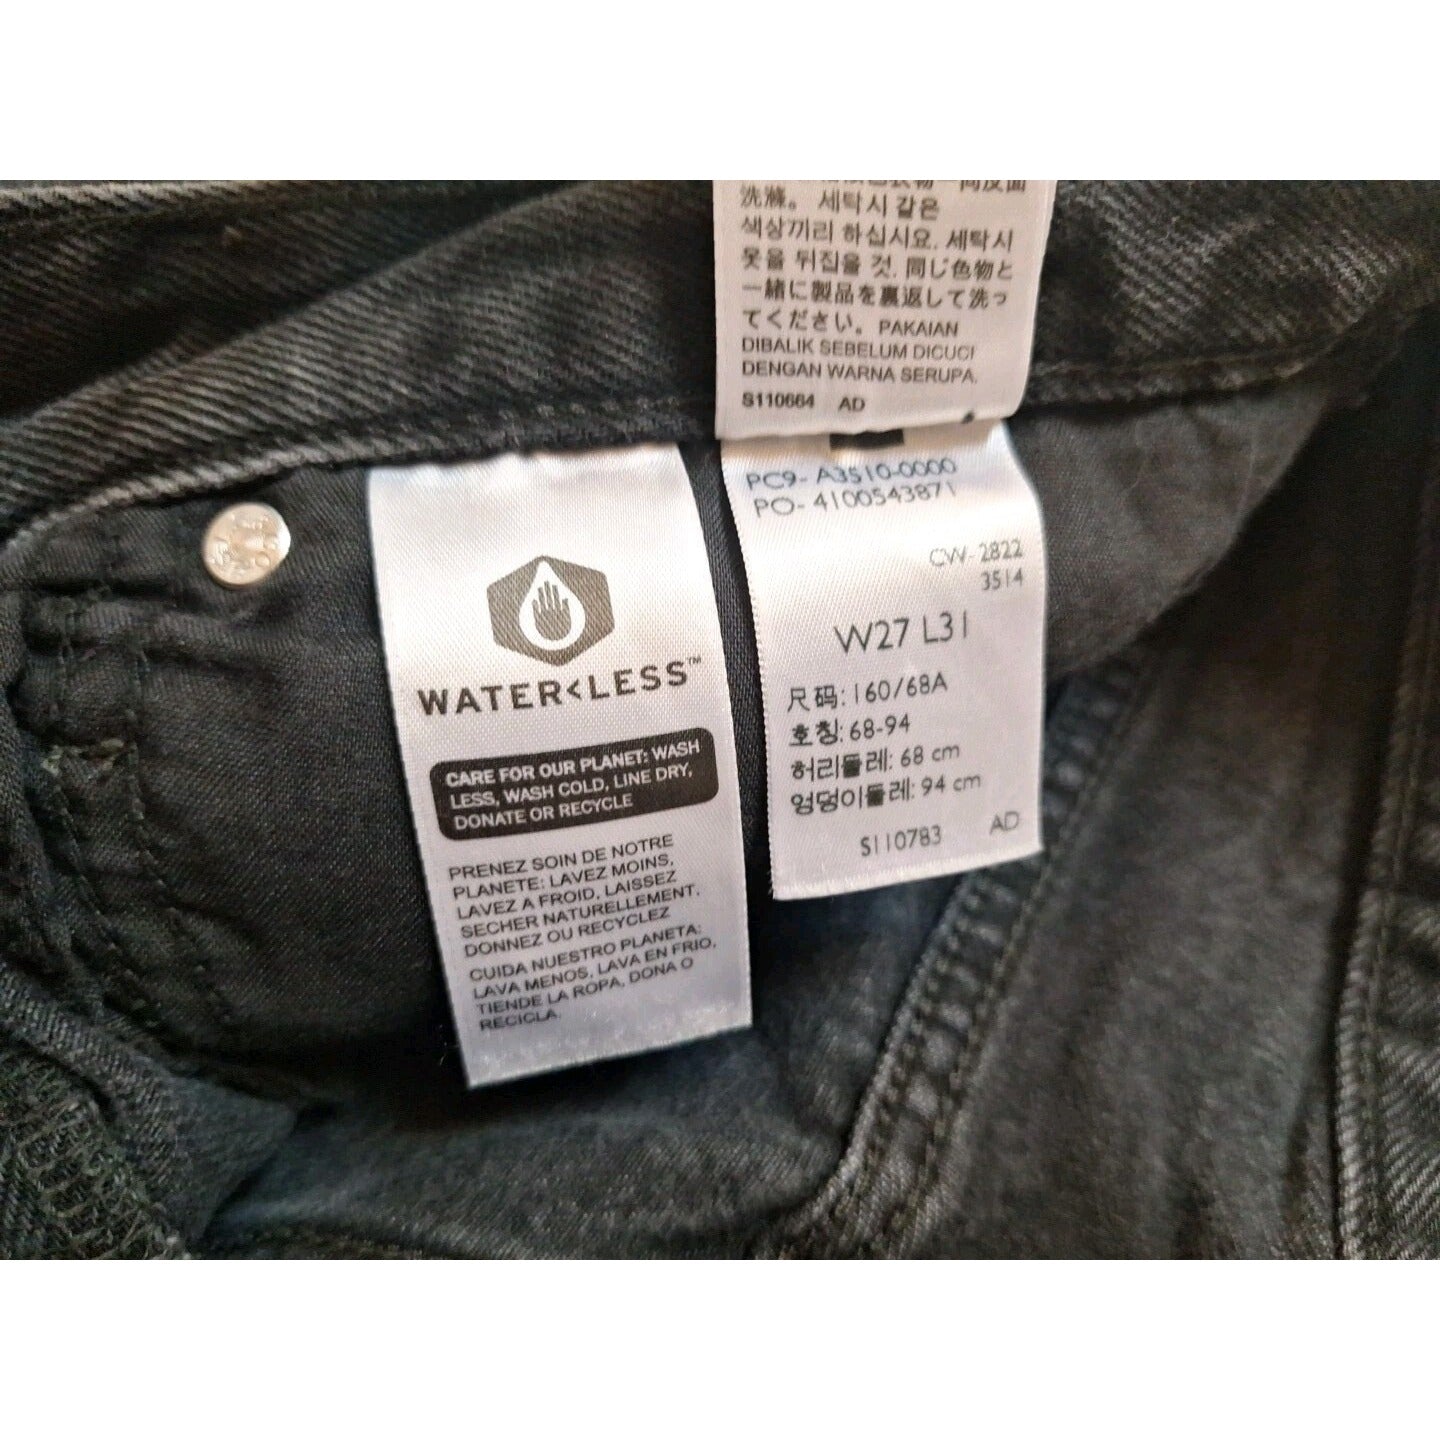 洗滌。 세탁시 같은
색상끼리 하십시요. 세탁시
옷을 뒤집을 것. 同じ色物と
一緒に製品を裏返して洗っ
てください。 PAKAIAN
DIBALIK SEBELUM DICUCI
DENGAN WARNA SERUPA.
S110664 AD
PC9- A3510-0000
PO- 4100543871
CW- 2822
3514
W27 L31
尺码: 160/68A
호칭: 68-94
허리둘레: 68 cm
엉덩이둘레: 94 cm
S110783 AD
WATER<LESS™
CARE FOR OUR PLANET: WASH
LESS, WASH COLD, LINE DRY,
DONATE OR RECYCLE
PRENEZ SOIN DE NOTRE
PLANETE: LAVEZ MOINS,
LAVEZ A FROID, LAISSEZ
SECHER NATURELLEMENT.
DONNEZ OU RECYCLEZ
CUIDA NUESTRO PLANETA:
LAVA MENOS, LAVA EN FRIO,
TIENDE LA ROPA, DONA O
RECICLA.